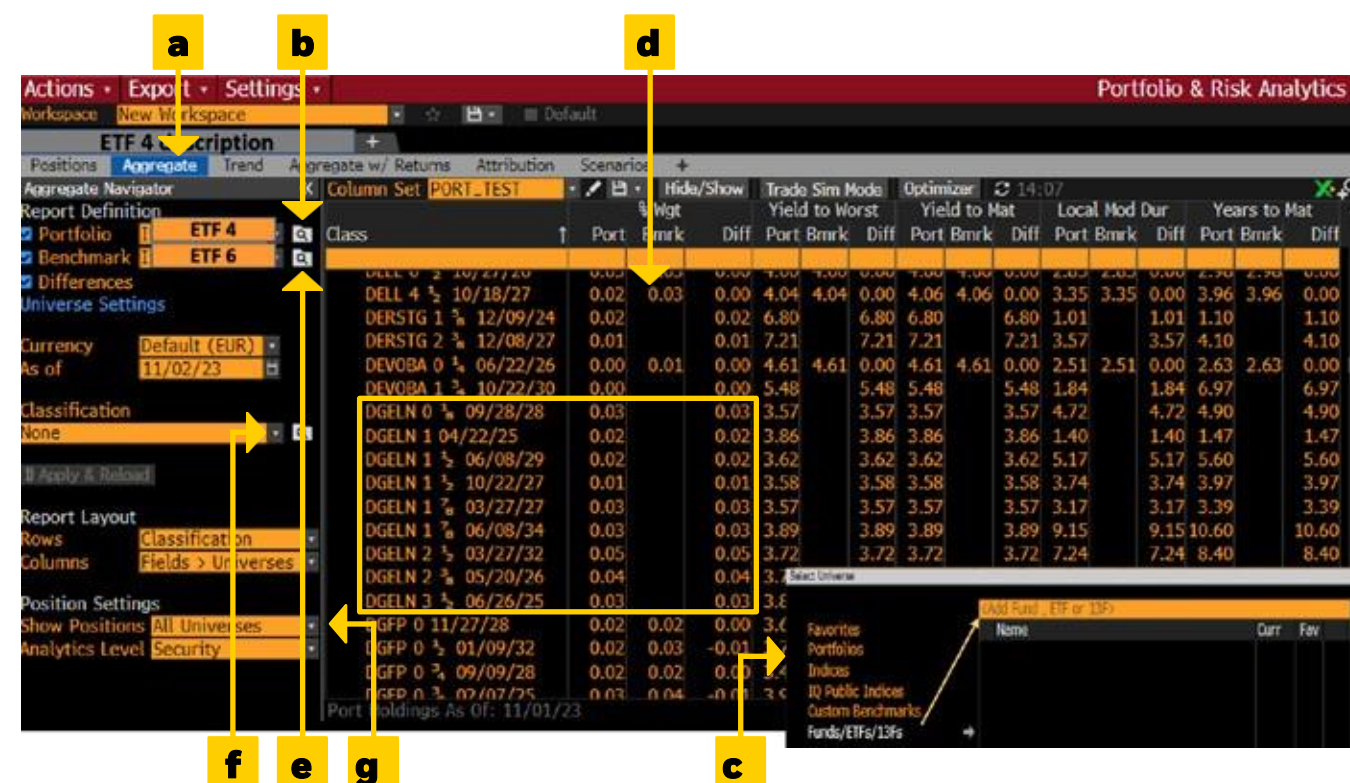 a b d
Actions Export Settings Portfolio & Risk Analytics
Workspace New Workspace Default
ETF 4 description +
Positions Aggregate Trend Aggregate w/ Returns Attribution Scenarios +
Aggregate Navigator Column Set PORT_TEST Hide/Show Trade Sim Mode Optimizer 14:07
Report Definition % Wgt Yield to Worst Yield to Mat Local Mod Dur Years to Mat
Portfolio ETF 4 Class ↑ Port Bmrk Diff Port Bmrk Diff Port Bmrk Diff Port Bmrk Diff Port Bmrk Diff
Benchmark ETF 6
Differences
DELL 4 ½ 10/18/27 0.02 0.03 0.00 4.04 4.04 0.00 4.06 4.06 0.00 3.35 3.35 0.00 3.96 3.96 0.00
Universe Settings
DERSTG 1 ⅝ 12/09/24 0.02 0.02 6.80 6.80 6.80 6.80 1.01 1.01 1.10 1.10
Currency Default (EUR) DERSTG 2 ⅜ 12/08/27 0.01 0.01 7.21 7.21 7.21 7.21 3.57 3.57 4.10 4.10
As of 11/02/23 DEVOBA 0 ¼ 06/22/26 0.00 0.01 0.00 4.61 4.61 0.00 4.61 4.61 0.00 2.51 2.51 0.00 2.63 2.63 0.00
DEVOBA 1 ¾ 10/22/30 0.00 0.00 5.48 5.48 5.48 5.48 1.84 1.84 6.97 6.97
Classification DGELN 0 ⅜ 09/28/28 0.03 0.03 3.57 3.57 3.57 3.57 4.72 4.72 4.90 4.90
None DGELN 1 04/22/25 0.02 0.02 3.86 3.86 3.86 3.86 1.40 1.40 1.47 1.47
DGELN 1 ½ 06/08/29 0.02 0.02 3.62 3.62 3.62 3.62 5.17 5.17 5.60 5.60
Apply & Reload DGELN 1 ½ 10/22/27 0.01 0.01 3.58 3.58 3.58 3.58 3.74 3.74 3.97 3.97
Report Layout DGELN 1 ⅞ 03/27/27 0.03 0.03 3.57 3.57 3.57 3.57 3.17 3.17 3.39 3.39
Rows Classification DGELN 1 ⅞ 06/08/34 0.03 0.03 3.89 3.89 3.89 3.89 9.15 9.15 10.60 10.60
Columns Fields > Universes DGELN 2 ½ 03/27/32 0.05 0.05 3.72 3.72 3.72 3.72 7.24 7.24 8.40 8.40
DGELN 2 ⅜ 05/20/26 0.04 0.04 Select Universe
Position Settings DGELN 3 ½ 06/26/25 0.03 0.03 <Add Fund, ETF or 13F>
Show Positions All Universes DGFP 0 11/27/28 0.02 0.02 0.00 Favorites Name Curr Fav
Analytics Level Security DGFP 0 ½ 01/09/32 0.02 0.03 -0.01 Portfolios
DGFP 0 ¾ 09/09/28 0.02 0.02 0.00 Indices
DGFP 0 ¾ 02/07/25 0.03 0.04 IQ Public Indices
Port Holdings As Of: 11/01/23 Custom Benchmarks
Funds/ETFs/13Fs
f e g c